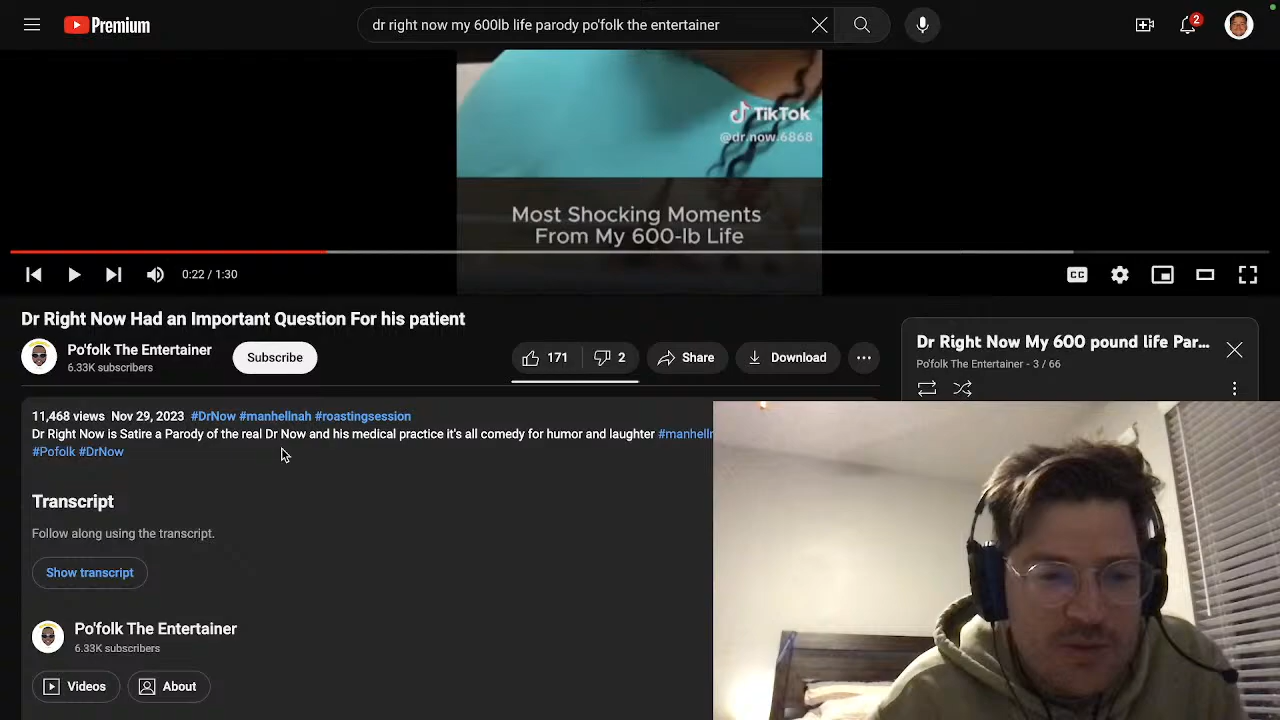 Premium
dr right now my 600lb life parody po'folk the entertainer
2
TikTok
@dr.now.6868
Most Shocking Moments
From My 600-lb Life
0:22 / 1:30
CC
Dr Right Now Had an Important Question For his patient
Po'folk The Entertainer
6.33K subscribers
Subscribe
171
2
Share
Download
Dr Right Now My 600 pound life Par...
Po'folk The Entertainer - 3 / 66
11,468 views Nov 29, 2023 #DrNow #manhellnah #roastingsession
Dr Right Now is Satire a Parody of the real Dr Now and his medical practice it's all comedy for humor and laughter #manhelln
#Pofolk #DrNow
Transcript
Follow along using the transcript.
Show transcript
Po'folk The Entertainer
6.33K subscribers
Videos
About